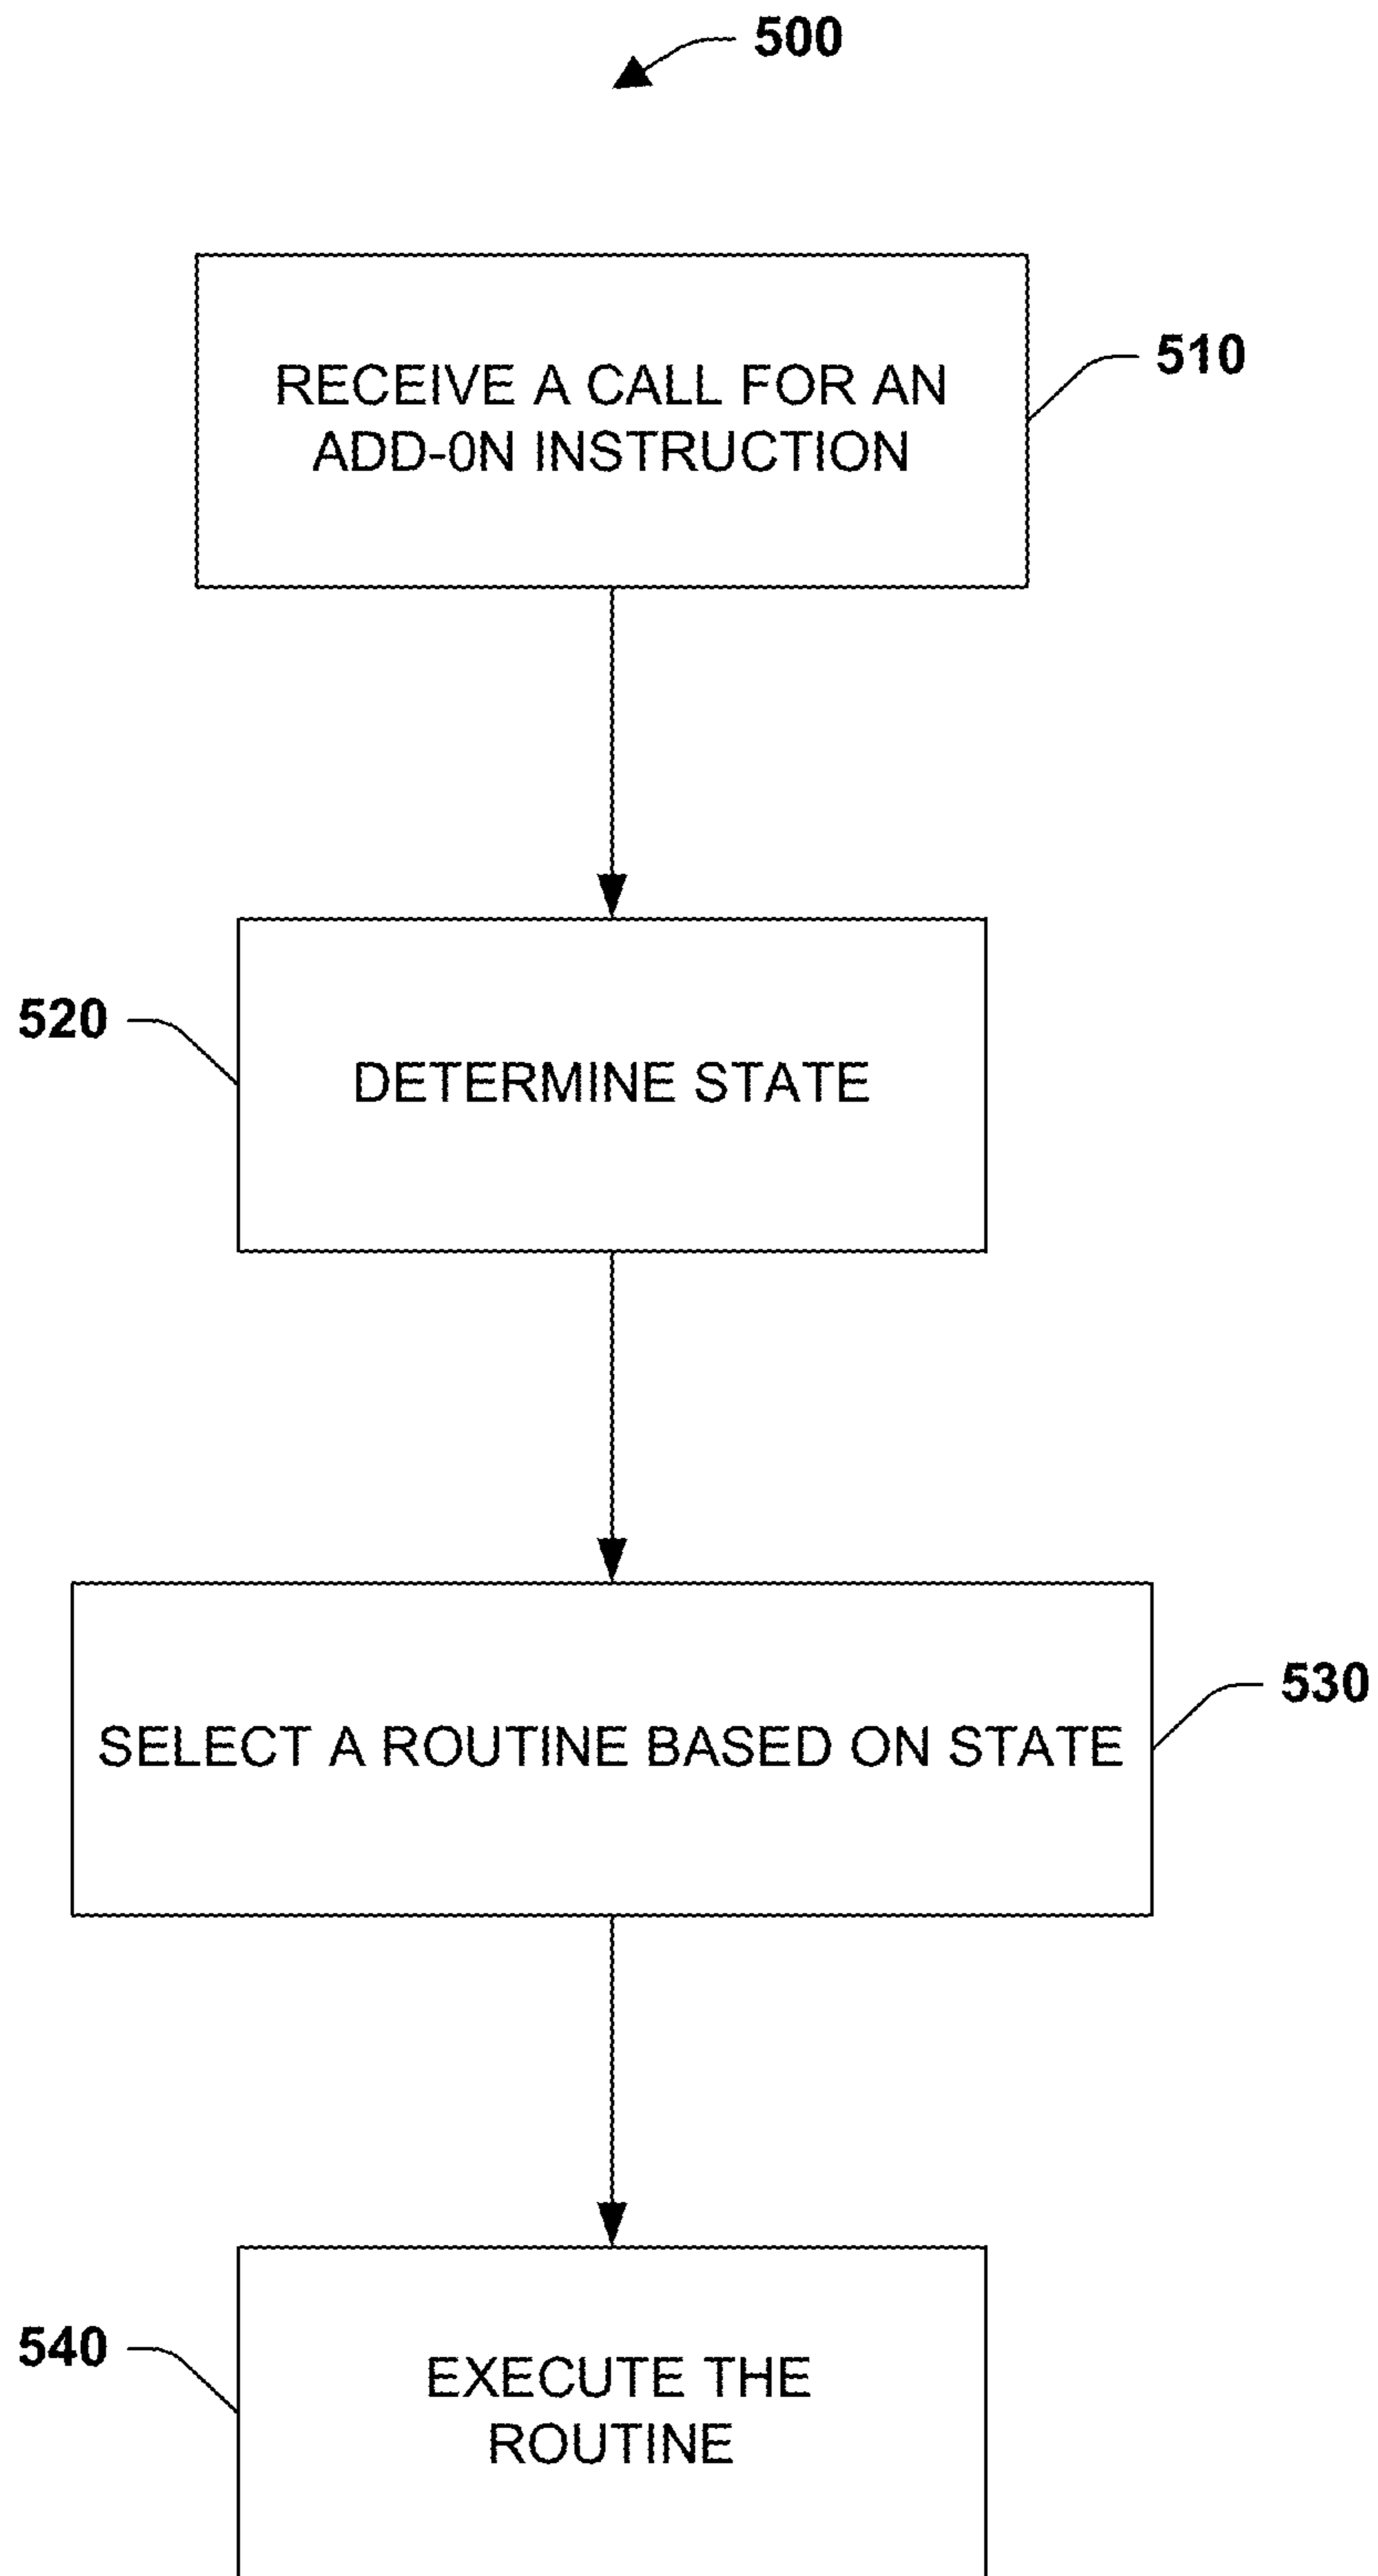 500
RECEIVE A CALL FOR AN
ADD-0N INSTRUCTION
510
520
DETERMINE STATE
SELECT A ROUTINE BASED ON STATE
530
540
EXECUTE THE
ROUTINE